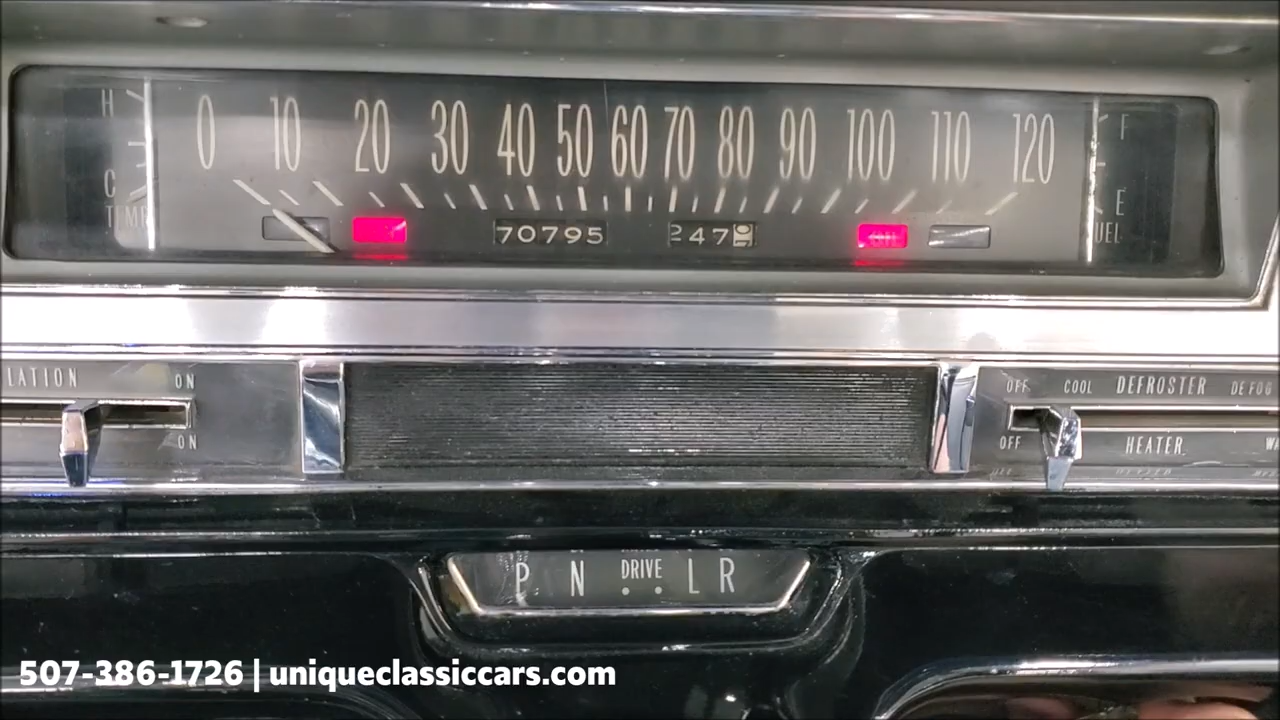 H
C
TEMP
0 10 20 30 40 50 60 70 80 90 100 110 120
F
E
FUEL
70795
247
LATION ON
ON
OFF COOL DEFROSTER DEFOG
OFF HEATER
P N DRIVE L R
507-386-1726 | uniqueclassiccars.com